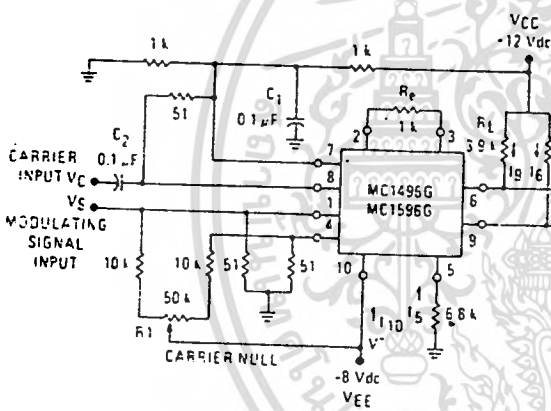 VCC
-12 Vdc
1 k
1 k
Re
1 k
51
C1
0.1 µF
2
3
RL
3.9 k
I9
I6
C2
0.1 µF
7
CARRIER
INPUT VC
8
MC1495G
MC1596G
6
VS
1
MODULATING
SIGNAL
INPUT
4
9
10 k
10 k
51
51
10
5
50 k
R1
I10
I5
6.8 k
V-
CARRIER NULL
-8 Vdc
VEE